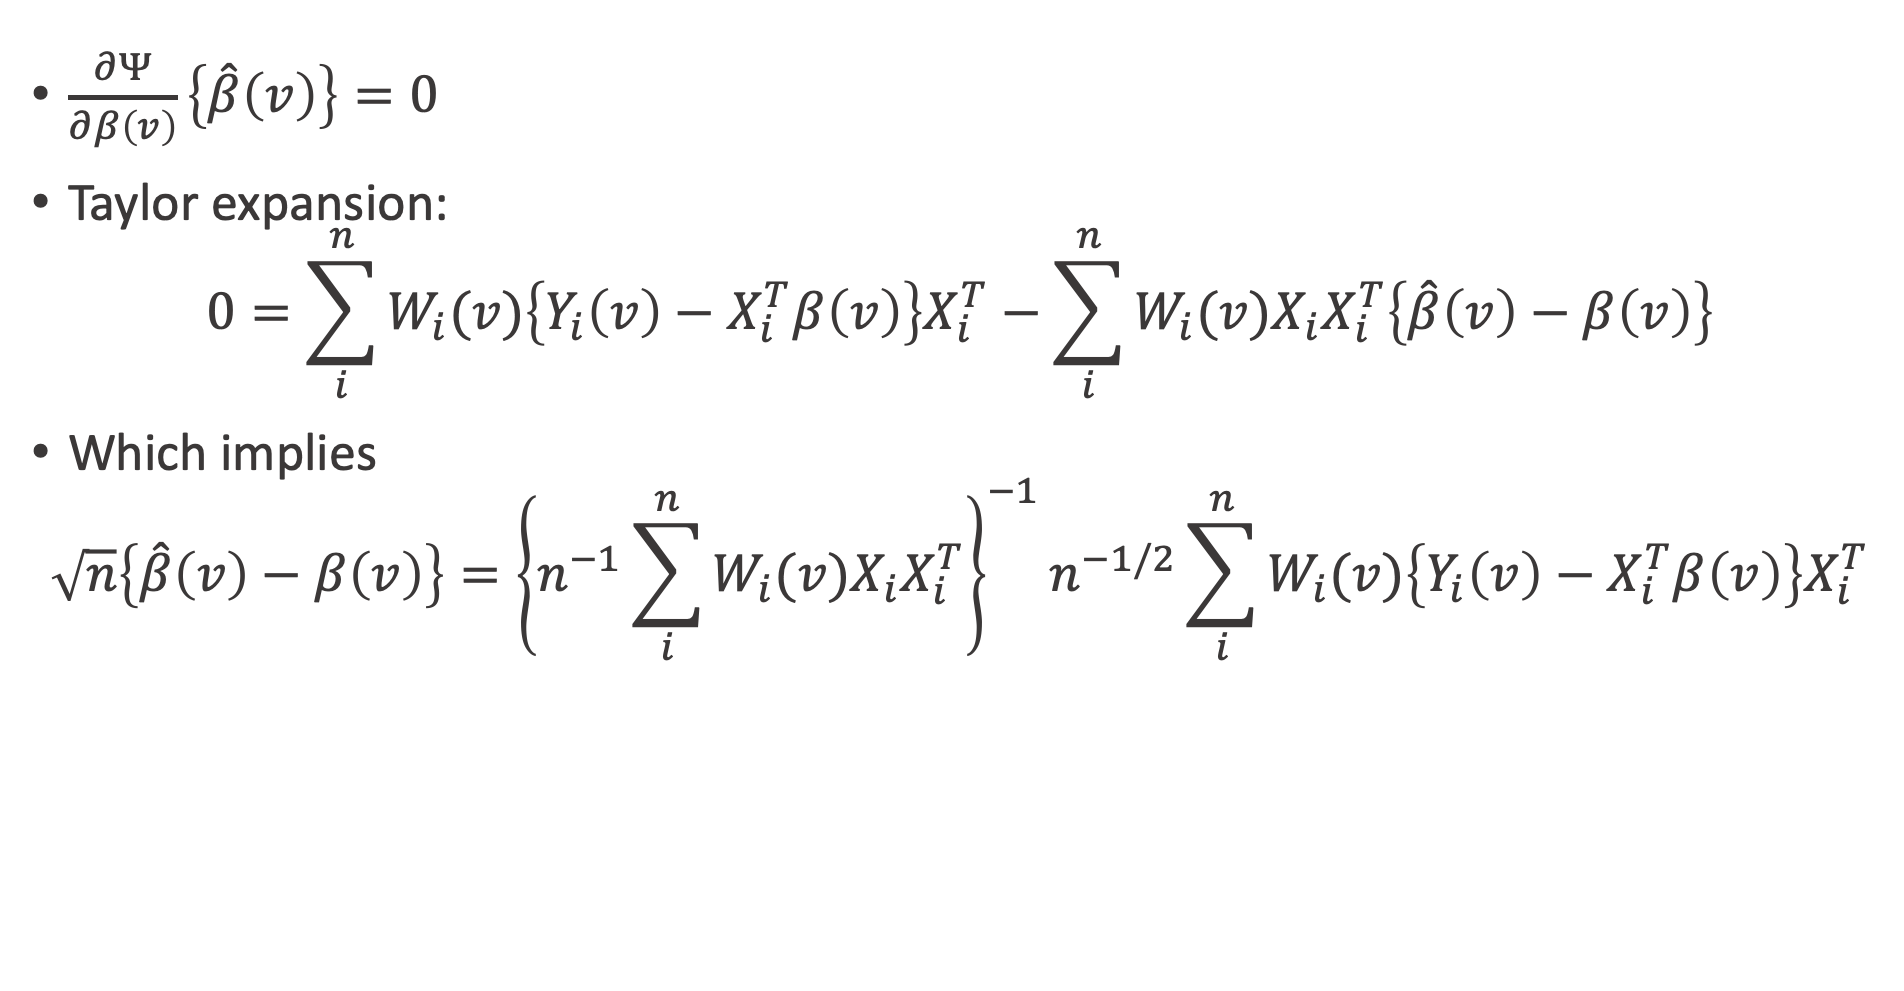 • ∂Ψ/∂β(v) {β̂(v)} = 0
• Taylor expansion:
0 = ∑_i^n W_i(v){Y_i(v) − X_i^T β(v)}X_i^T − ∑_i^n W_i(v)X_i X_i^T{β̂(v) − β(v)}
• Which implies
√n{β̂(v) − β(v)} = {n^{−1} ∑_i^n W_i(v)X_i X_i^T}^{−1} n^{−1/2} ∑_i^n W_i(v){Y_i(v) − X_i^T β(v)}X_i^T